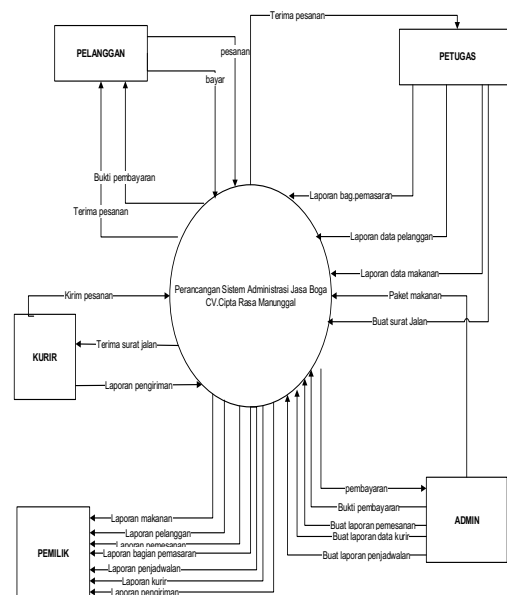 Terima pesanan
PELANGGAN
PETUGAS
pesanan
bayar
Bukti pembayaran
Terima pesanan
Laporan bag.pemasaran
Laporan data pelanggan
Laporan data makanan
Perancangan Sistem Administrasi Jasa Boga
CV.Cipta Rasa Manunggal
Kirim pesanan
Paket makanan
Buat surat Jalan
KURIR
Terima surat jalan
Laporan pengiriman
pembayaran
Bukti pembayaran
Buat laporan pemesanan
Buat laporan data kurir
Buat laporan penjadwalan
ADMIN
PEMILIK
Laporan makanan
Laporan pelanggan
Laporan pemesanan
Laporan bagian pemasaran
Laporan penjadwalan
Laporan kurir
Laporan pengiriman